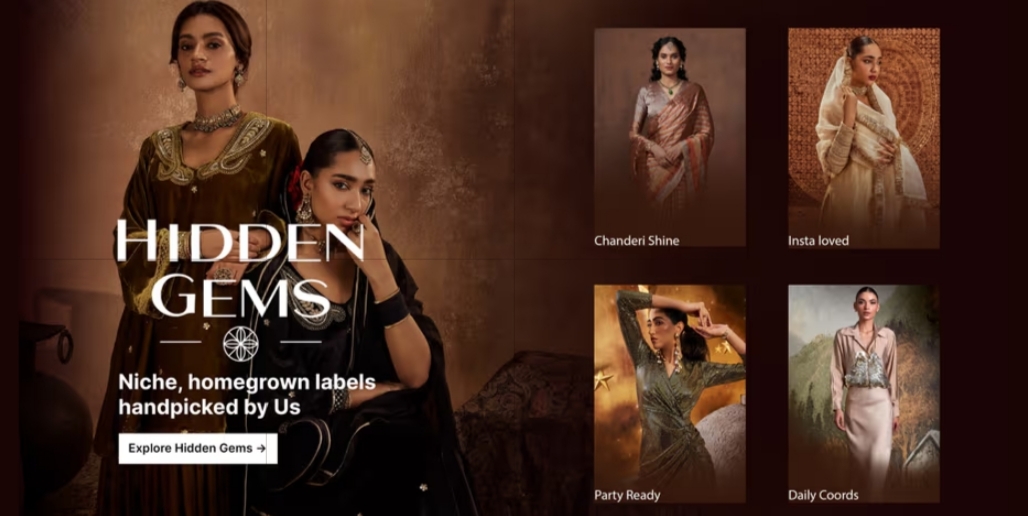 HIDDEN
GEMS
Niche, homegrown labels
handpicked by Us
Explore Hidden Gems →
Chanderi Shine
Insta loved
Party Ready
Daily Coords